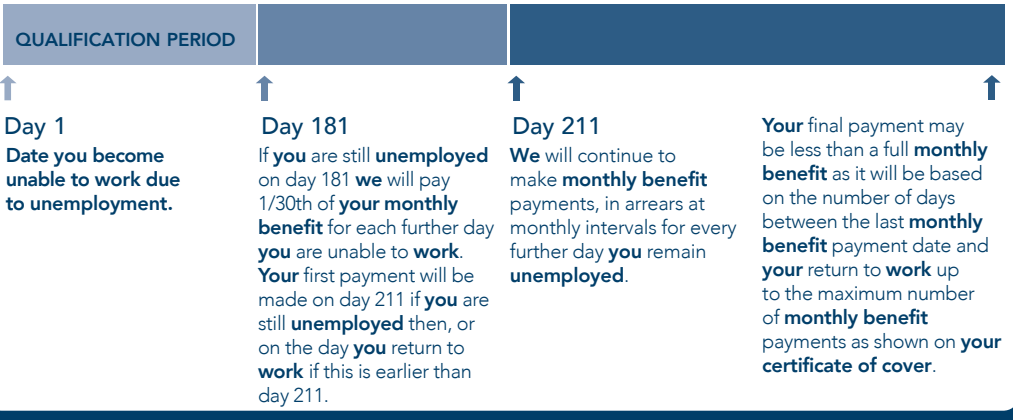 QUALIFICATION PERIOD
Day 1
Date you become
unable to work due
to unemployment.
Day 181
If you are still unemployed
on day 181 we will pay
1/30th of your monthly
benefit for each further day
you are unable to work.
Your first payment will be
made on day 211 if you are
still unemployed then, or
on the day you return to
work if this is earlier than
day 211.
Day 211
We will continue to
make monthly benefit
payments, in arrears at
monthly intervals for every
further day you remain
unemployed.
Your final payment may
be less than a full monthly
benefit as it will be based
on the number of days
between the last monthly
benefit payment date and
your return to work up
to the maximum number
of monthly benefit
payments as shown on your
certificate of cover.